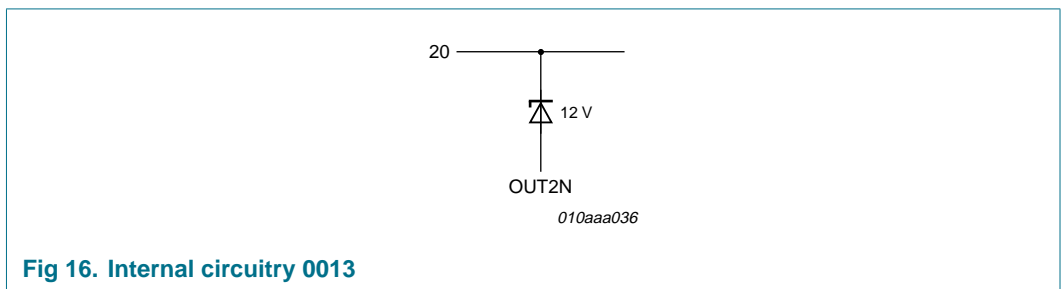 20
12 V
OUT2N
010aaa036
Fig 16. Internal circuitry 0013